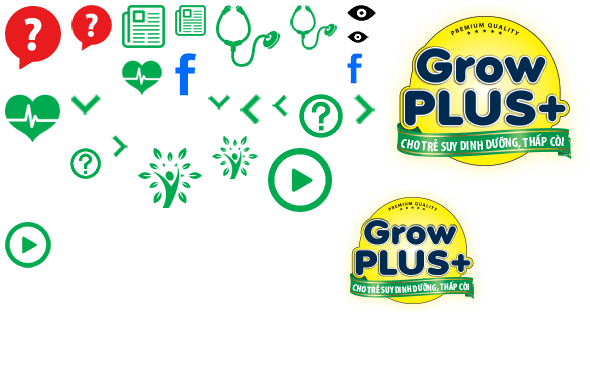 ?
?
PREMIUM QUALITY
Grow
PLUS+
CHO TRẺ SUY DINH DƯỠNG, THẤP CÒI
f
f
?
?
PREMIUM QUALITY
Grow
PLUS+
CHO TRẺ SUY DINH DƯỠNG, THẤP CÒI